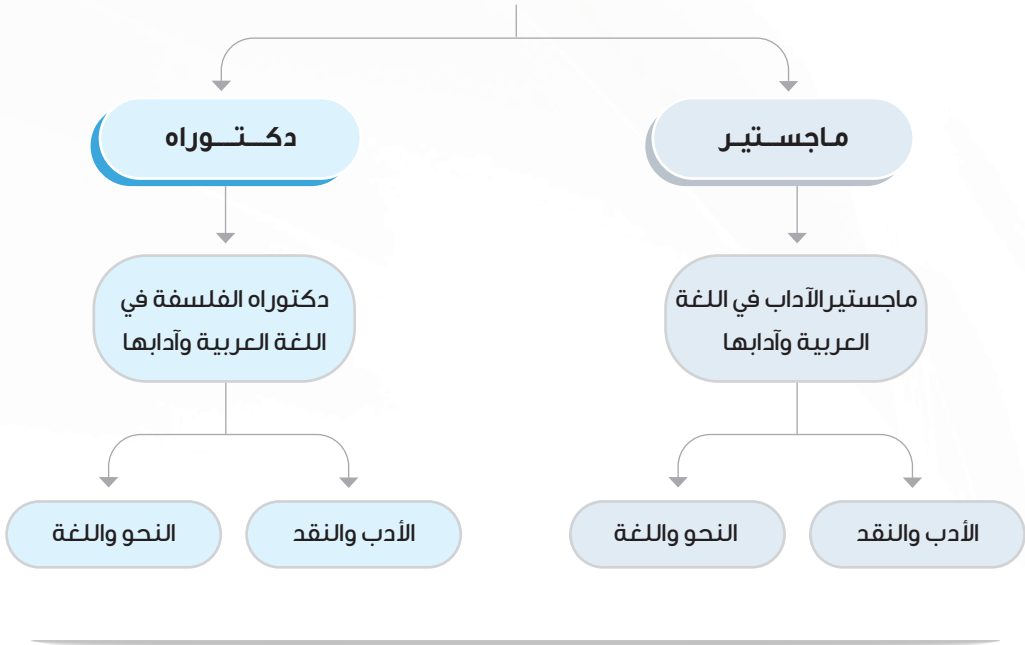 ماجستير
دكتوراه
ماجستيرالآداب في اللغة
العربية وآدابها
دكتوراه الفلسفة في
اللغة العربية وآدابها
الأدب والنقد
النحو واللغة
الأدب والنقد
النحو واللغة